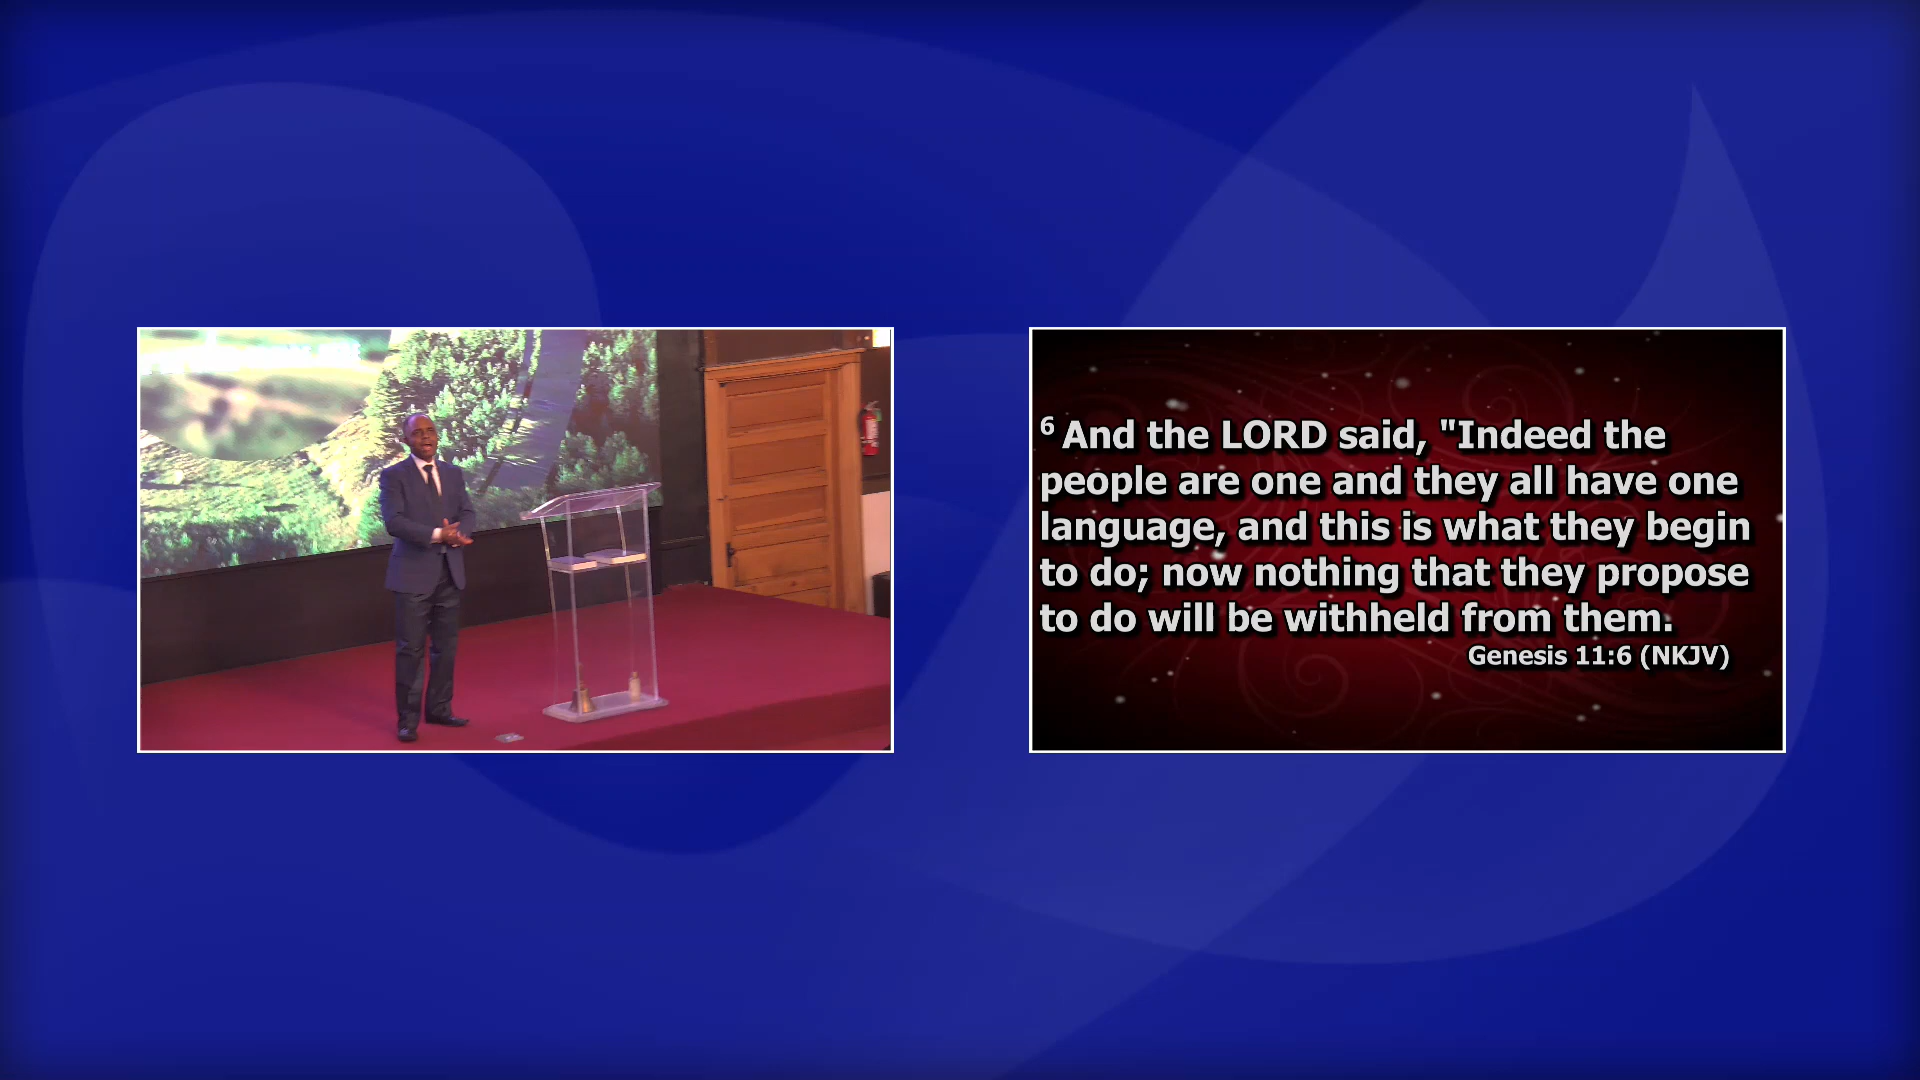 6 And the LORD said, "Indeed the
people are one and they all have one
language, and this is what they begin
to do; now nothing that they propose
to do will be withheld from them.
Genesis 11:6 (NKJV)